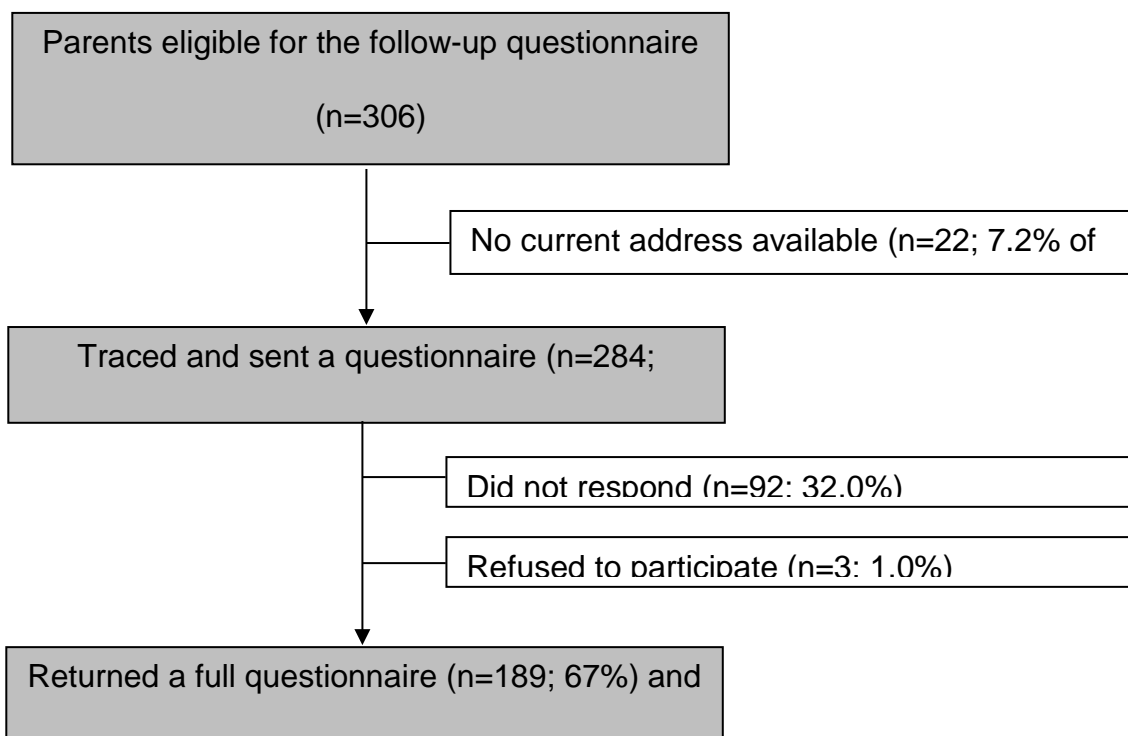 Parents eligible for the follow-up questionnaire
(n=306)
No current address available (n=22; 7.2% of
Traced and sent a questionnaire (n=284;
Did not respond (n=92; 32.0%)
Refused to participate (n=3; 1.0%)
Returned a full questionnaire (n=189; 67%) and